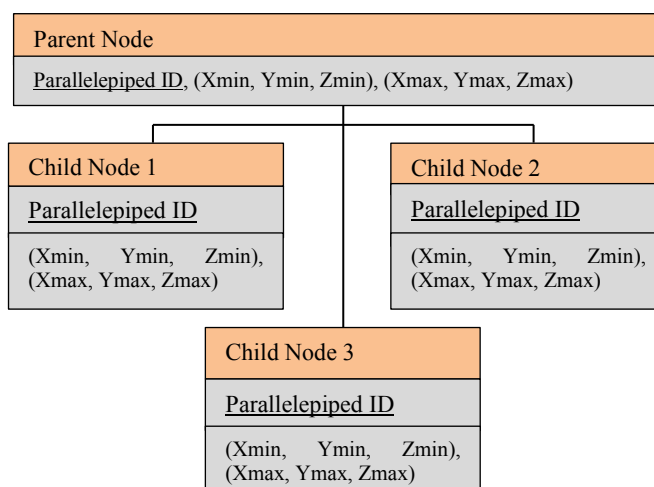 Parent Node
Parallelepiped ID, (Xmin, Ymin, Zmin), (Xmax, Ymax, Zmax)
Child Node 1
Parallelepiped ID
(Xmin, Ymin, Zmin),
(Xmax, Ymax, Zmax)
Child Node 2
Parallelepiped ID
(Xmin, Ymin, Zmin),
(Xmax, Ymax, Zmax)
Child Node 3
Parallelepiped ID
(Xmin, Ymin, Zmin),
(Xmax, Ymax, Zmax)